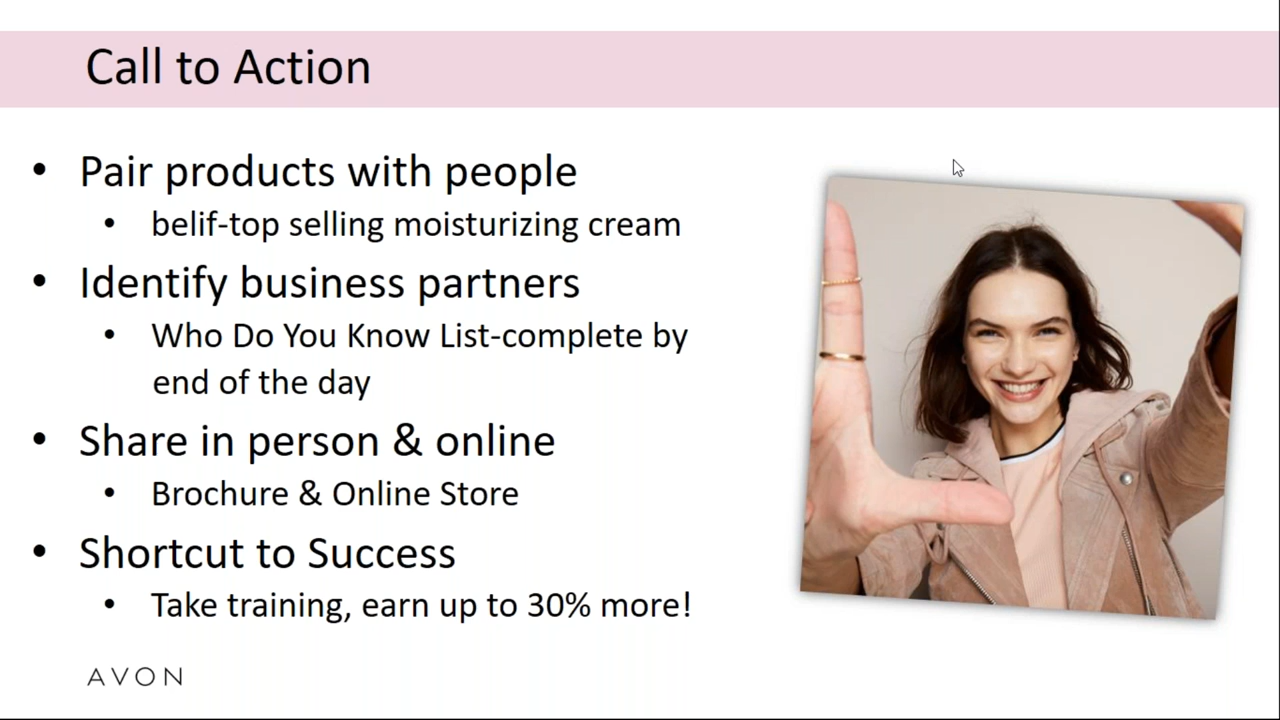 Call to Action
• Pair products with people
• belif-top selling moisturizing cream
• Identify business partners
• Who Do You Know List-complete by
end of the day
• Share in person & online
• Brochure & Online Store
• Shortcut to Success
• Take training, earn up to 30% more!
AVON